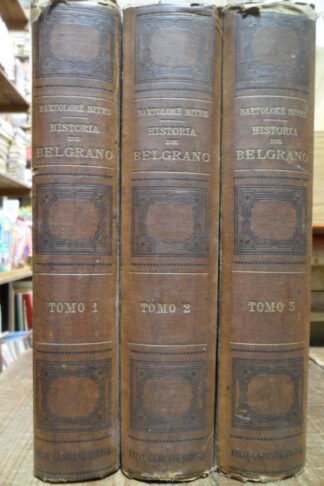 BARTOLOMÉ MITRE
HISTORIA
DE
BELGRANO
TOMO 1
BARTOLOMÉ MITRE
HISTORIA
DE
BELGRANO
TOMO 2
BARTOLOMÉ MITRE
HISTORIA
DE
BELGRANO
TOMO 3